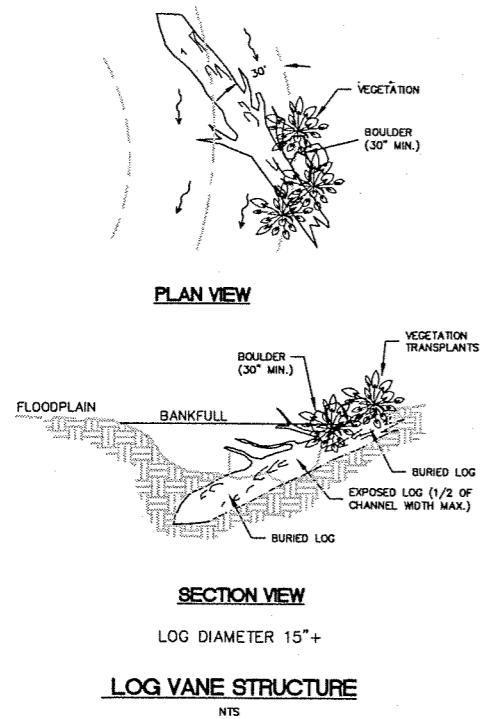 30°
VEGETATION
BOULDER
(30" MIN.)
PLAN VIEW
VEGETATION
TRANSPLANTS
BOULDER
(30" MIN.)
FLOODPLAIN
BANKFULL
BURIED LOG
EXPOSED LOG (1/2 OF
CHANNEL WIDTH MAX.)
BURIED LOG
SECTION VIEW
LOG DIAMETER 15"+
LOG VANE STRUCTURE
NTS